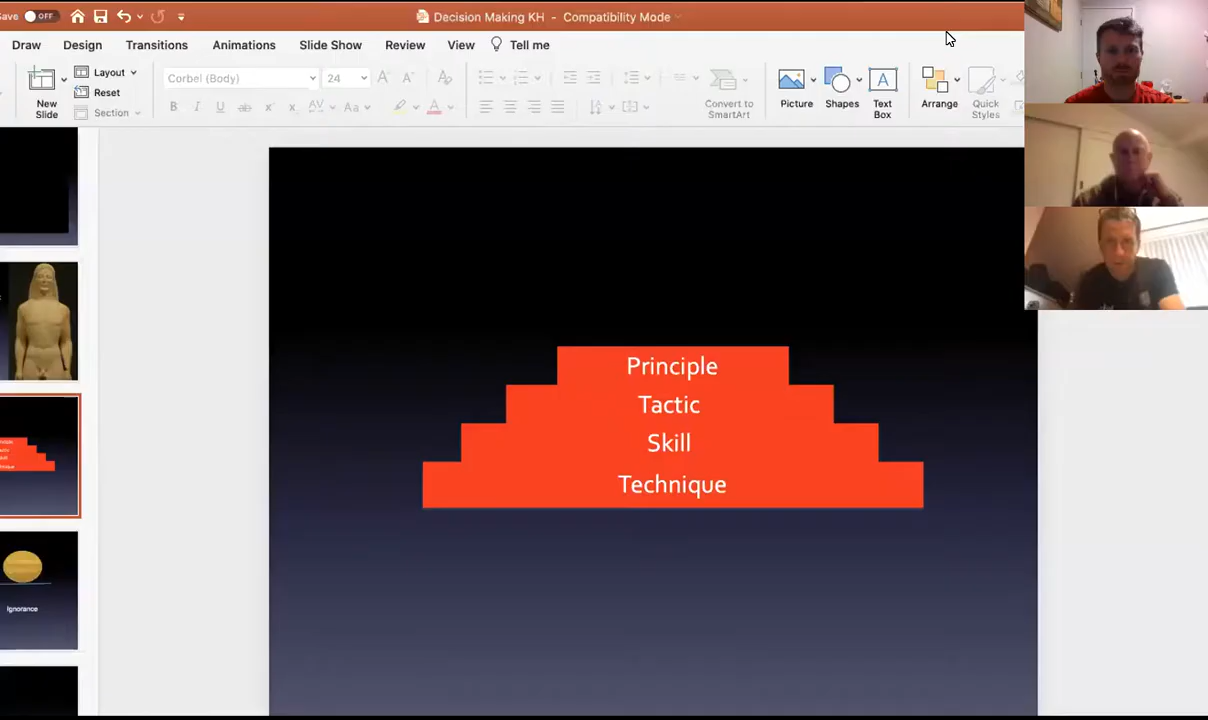 Save OFF
Decision Making KH - Compatibility Mode
Draw Design Transitions Animations Slide Show Review View Tell me
New Slide
Layout
Reset
Section
Corbel (Body) 24
Convert to SmartArt
Picture
Shapes
Text Box
Arrange
Quick Styles
Principle
Tactic
Skill
Technique
Ignorance